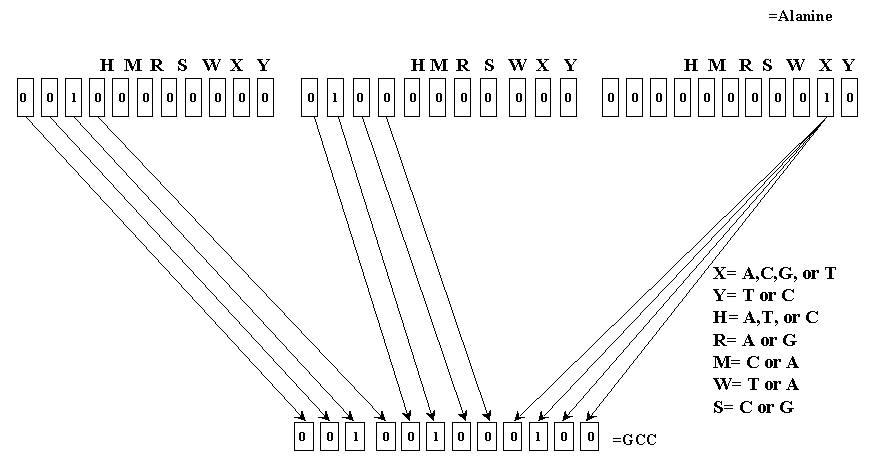 =Alanine
H M R S W X Y H M R S W X Y H M R S W X Y
0 0 1 0 0 0 0 0 0 0 0 0 1 0 0 0 0 0 0 0 0 0 0 0 0 0 0 0 0 0 0 1 0
X= A,C,G, or T
Y= T or C
H= A,T, or C
R= A or G
M= C or A
W= T or A
S= C or G
0 0 1 0 0 1 0 0 0 1 0 0 =GCC